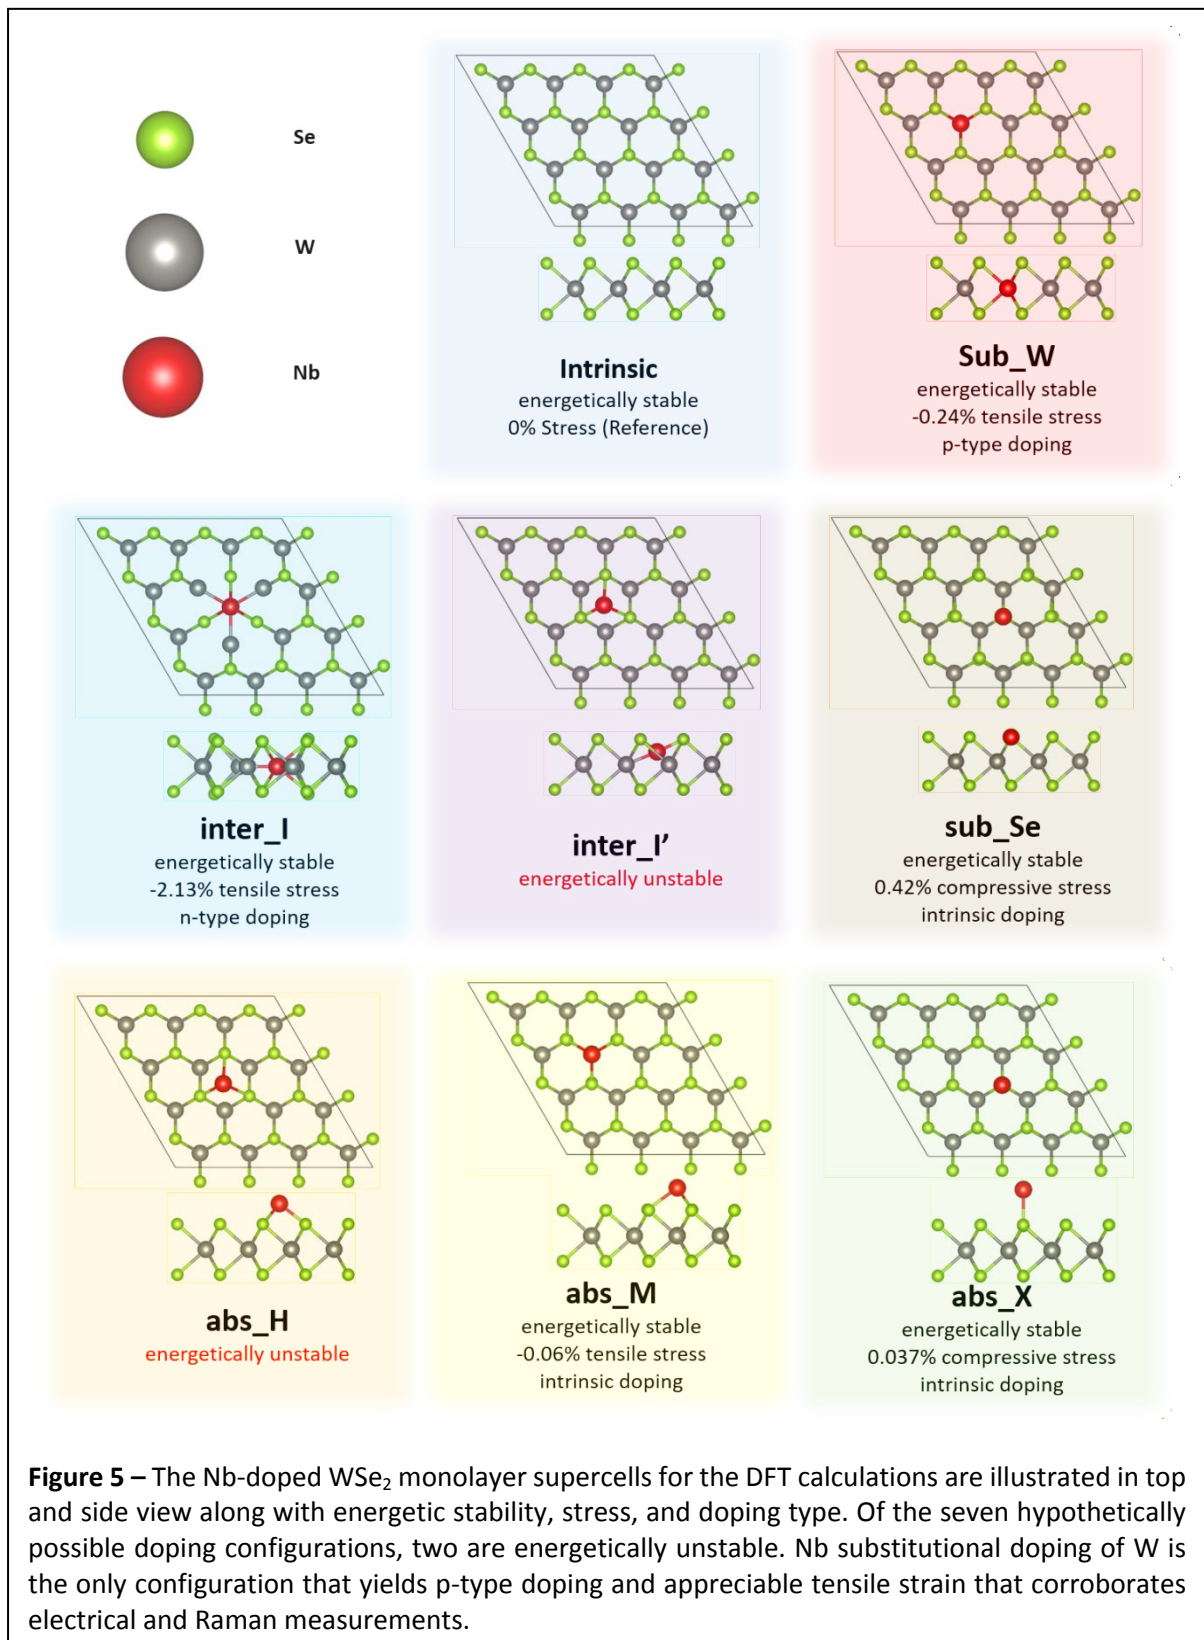 Se
W
Nb
Intrinsic
energetically stable
0% Stress (Reference)
Sub_W
energetically stable
-0.24% tensile stress
p-type doping
inter_I
energetically stable
-2.13% tensile stress
n-type doping
inter_I’
energetically unstable
sub_Se
energetically stable
0.42% compressive stress
intrinsic doping
abs_H
energetically unstable
abs_M
energetically stable
-0.06% tensile stress
intrinsic doping
abs_X
energetically stable
0.037% compressive stress
intrinsic doping
Figure 5 – The Nb-doped WSe₂ monolayer supercells for the DFT calculations are illustrated in top
and side view along with energetic stability, stress, and doping type. Of the seven hypothetically
possible doping configurations, two are energetically unstable. Nb substitutional doping of W is
the only configuration that yields p-type doping and appreciable tensile strain that corroborates
electrical and Raman measurements.